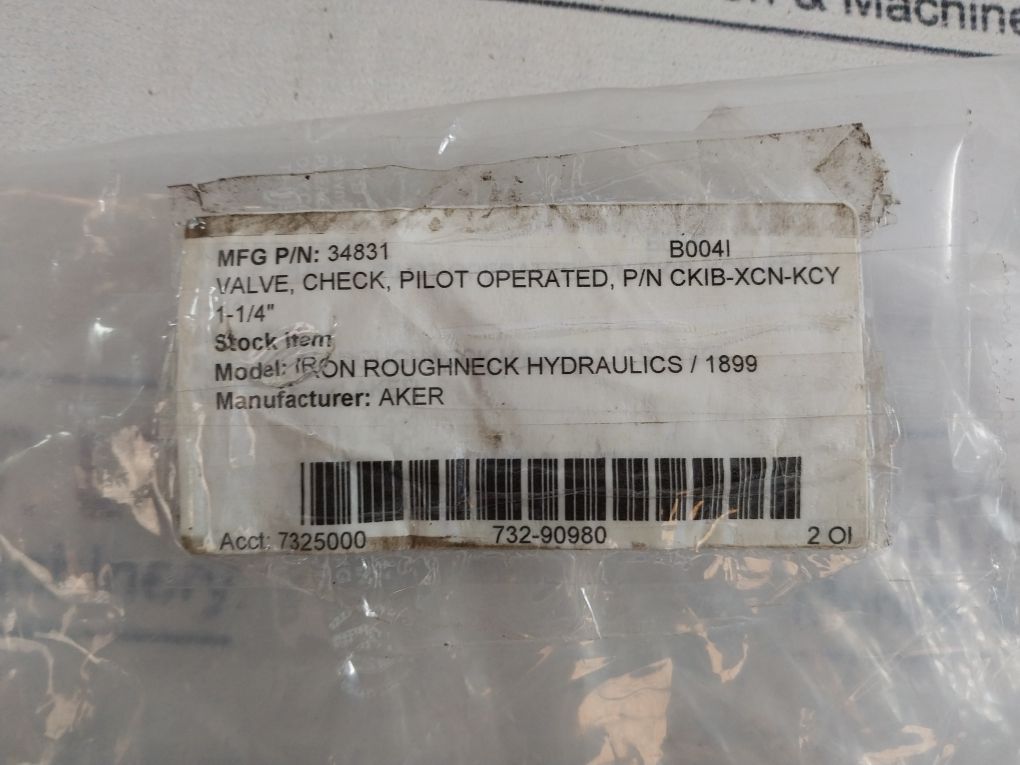 & Machine
MFG P/N: 34831 B004I
VALVE, CHECK, PILOT OPERATED, P/N CKIB-XCN-KCY
1-1/4"
Stock item
Model: IRON ROUGHNECK HYDRAULICS / 1899
Manufacturer: AKER
Acct: 7325000 732-90980 2 OI